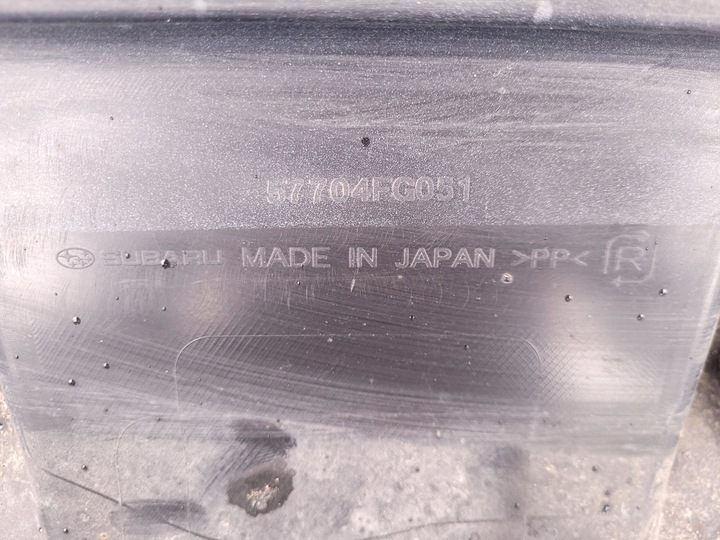 57704FG051
SUBARU MADE IN JAPAN >PP< R